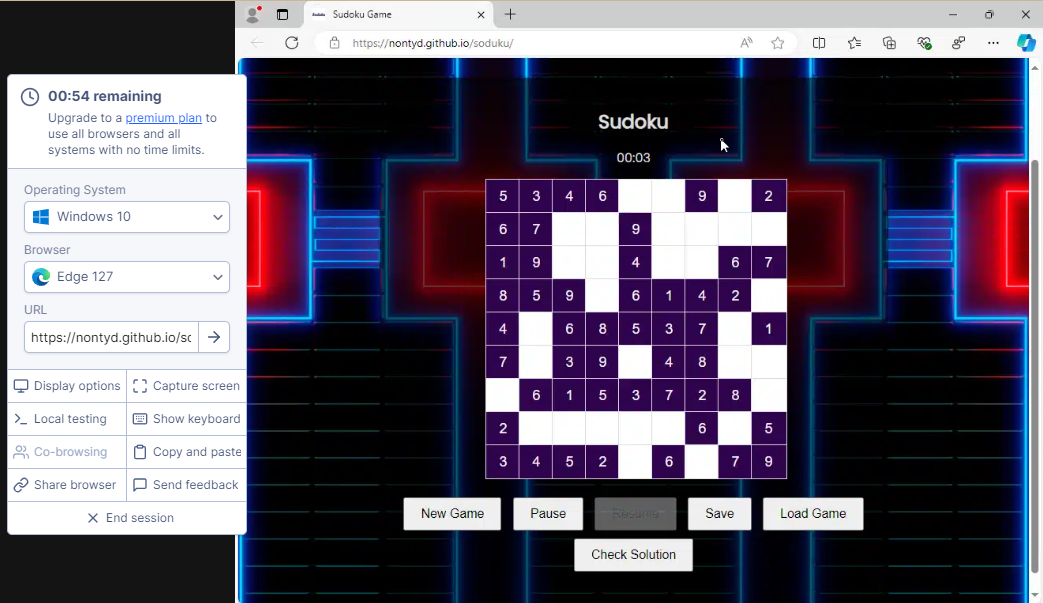 Sudoku Game
https://nontyd.github.io/soduku/
00:54 remaining
Upgrade to a premium plan to
use all browsers and all
systems with no time limits.
Operating System
Windows 10
Browser
Edge 127
URL
https://nontyd.github.io/sc
Display options
Capture screen
Local testing
Show keyboard
Co-browsing
Copy and paste
Share browser
Send feedback
End session
Sudoku
00:03
5 3 4 6 9 2
6 7 9
1 9 4 6 7
8 5 9 6 1 4 2
4 6 8 5 3 7 1
7 3 9 4 8
6 1 5 3 7 2 8
2 6 5
3 4 5 2 6 7 9
New Game
Pause
Resume
Save
Load Game
Check Solution